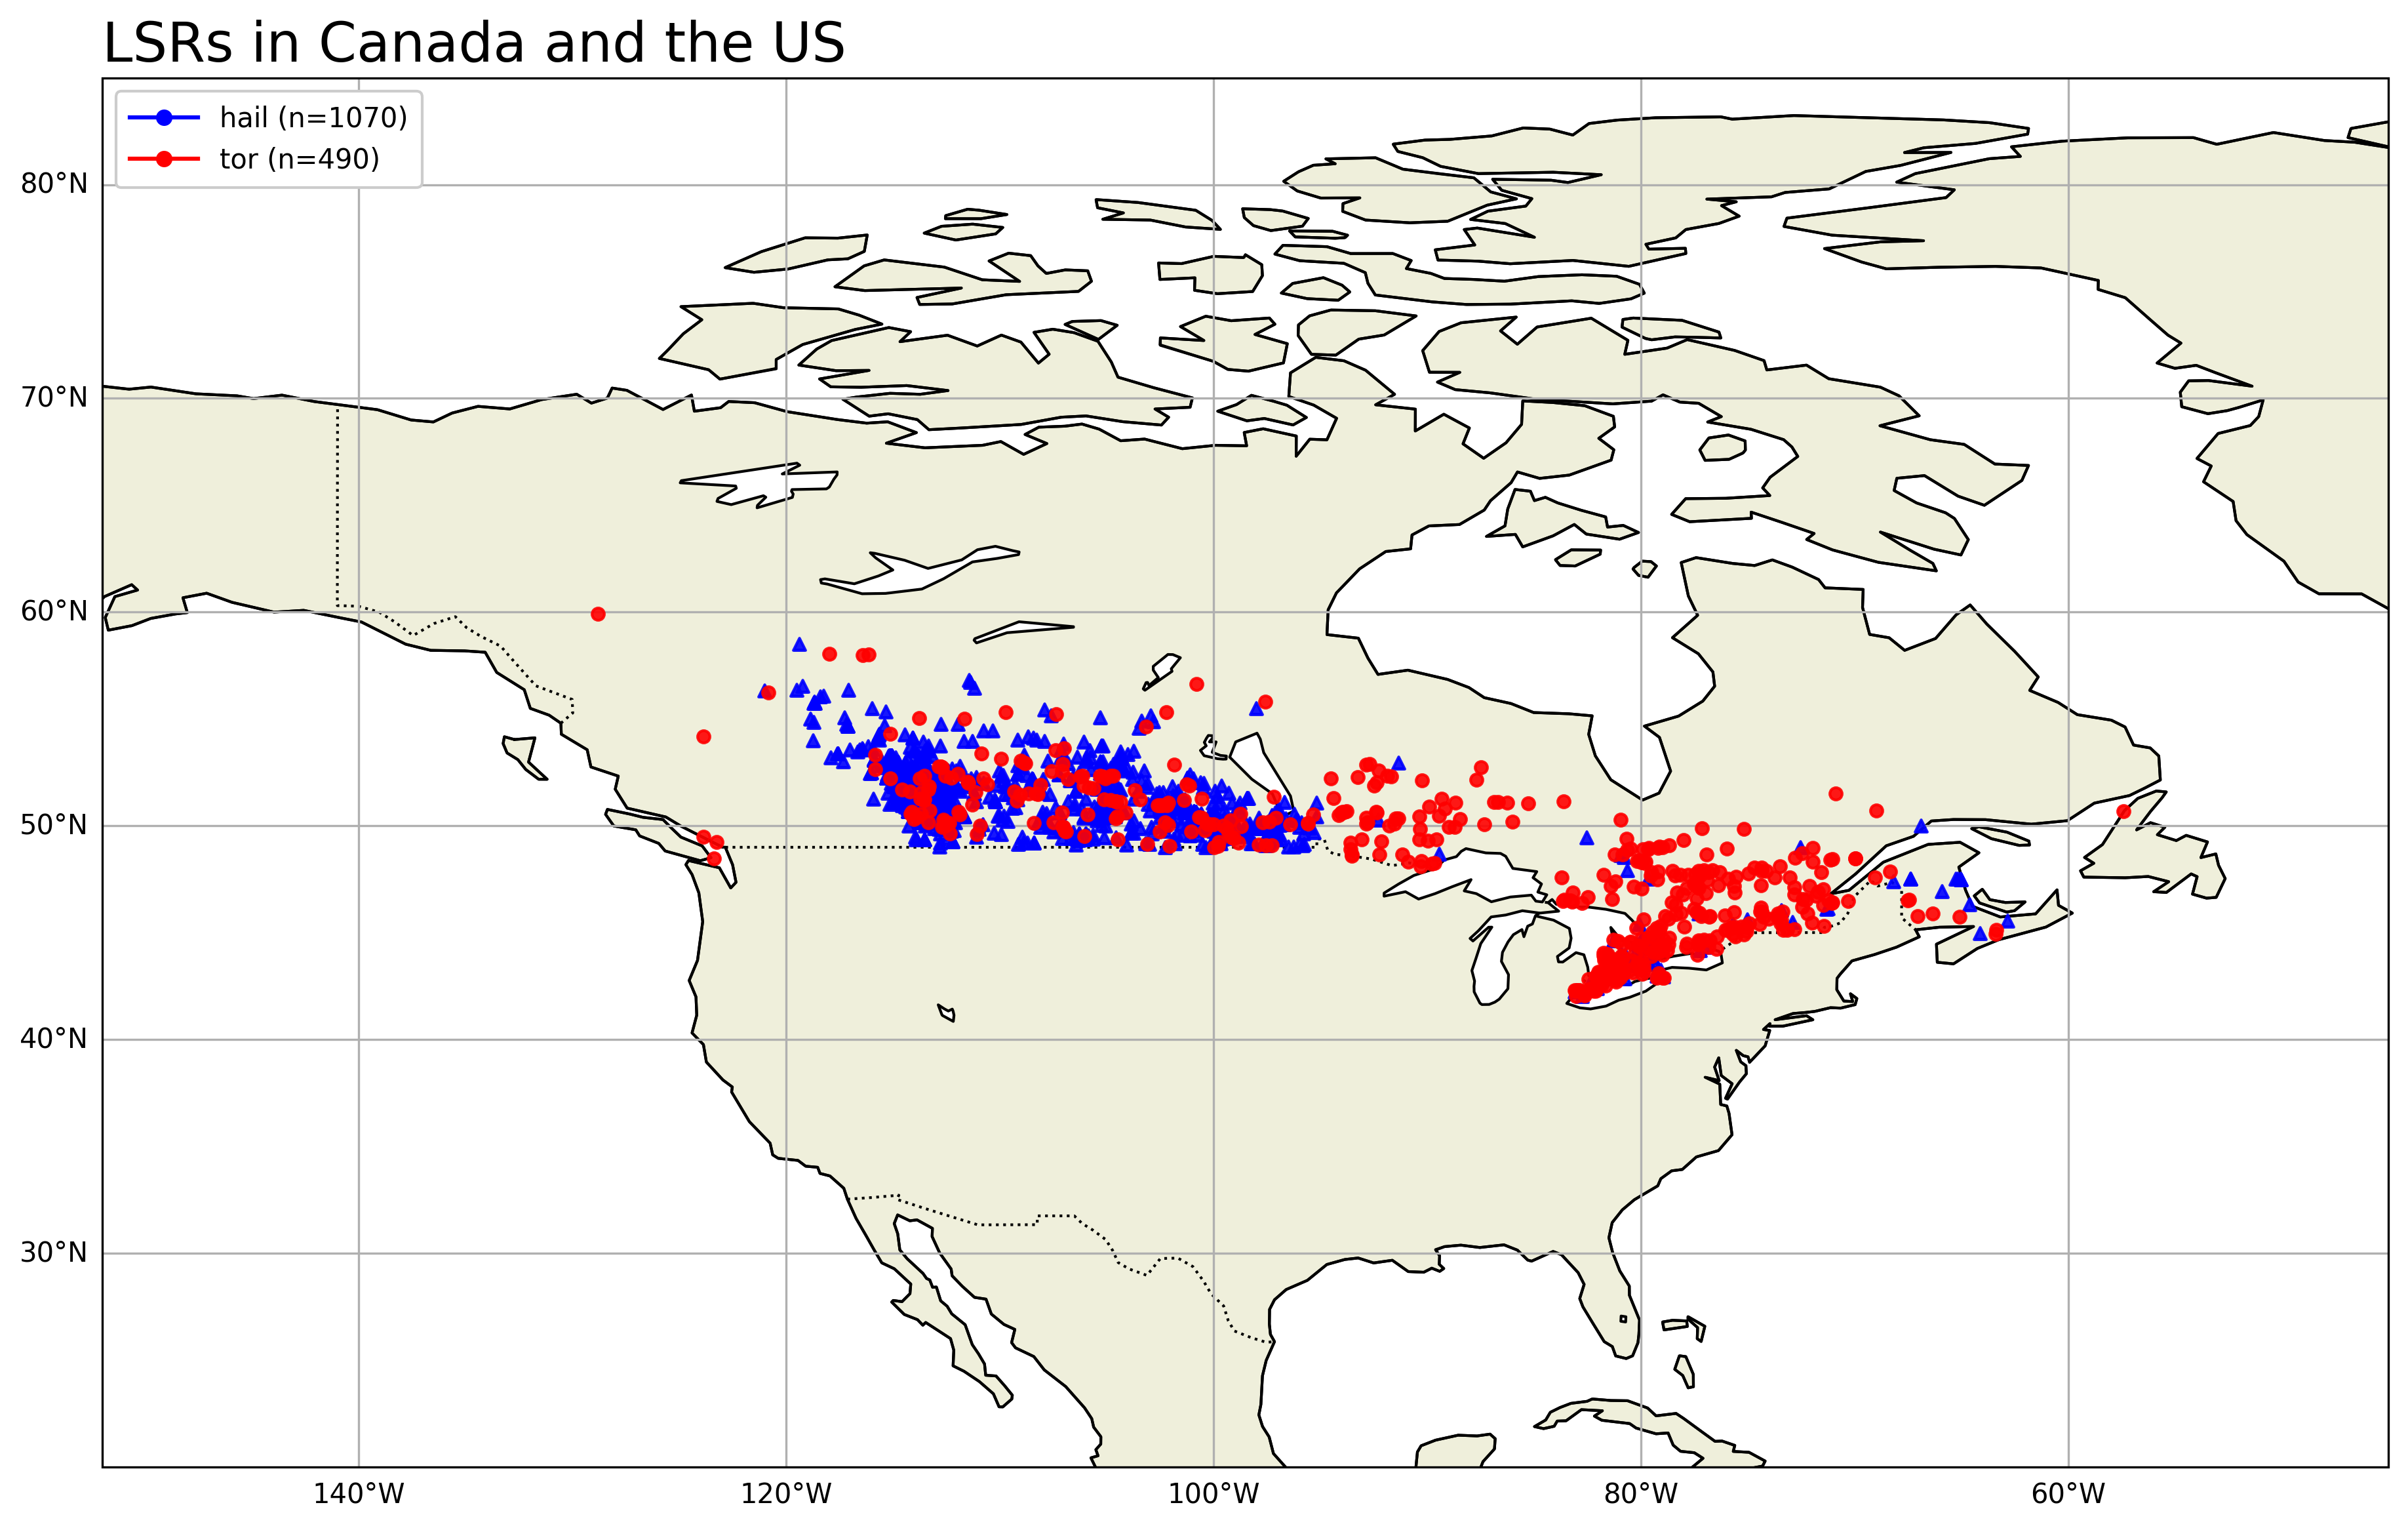 LSRs in Canada and the US
hail (n=1070)
tor (n=490)
80°N
70°N
60°N
50°N
40°N
30°N
140°W
120°W
100°W
80°W
60°W